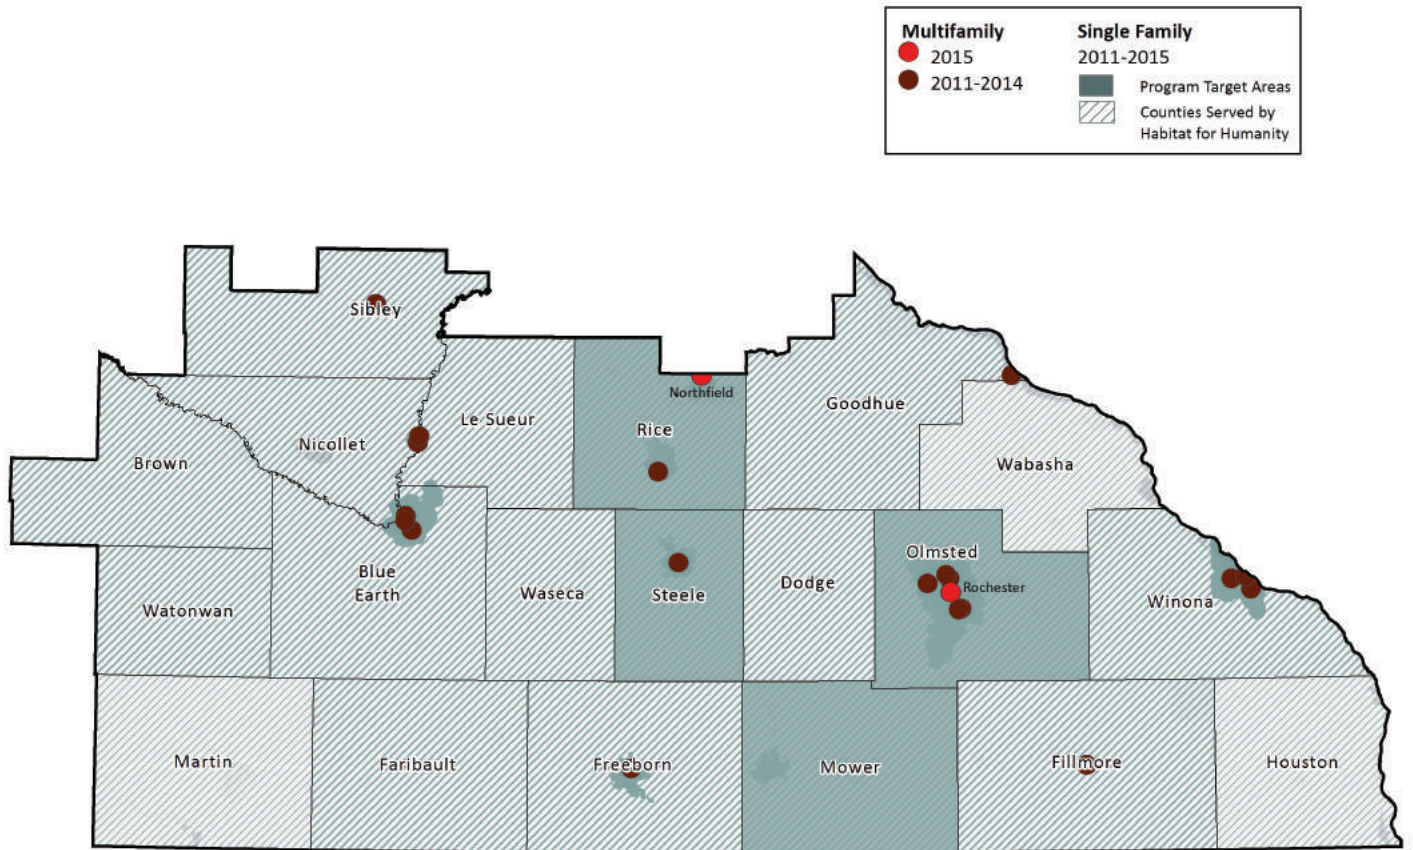 Multifamily
2015
2011-2014
Single Family
2011-2015
Program Target Areas
Counties Served by
Habitat for Humanity
Sibley
Northfield
Le Sueur
Goodhue
Rice
Nicollet
Brown
Wabasha
Olmsted
Blue
Earth
Dodge
Rochester
Waseca
Steele
Winona
Watonwan
Martin
Faribault
Freeborn
Mower
Fillmore
Houston